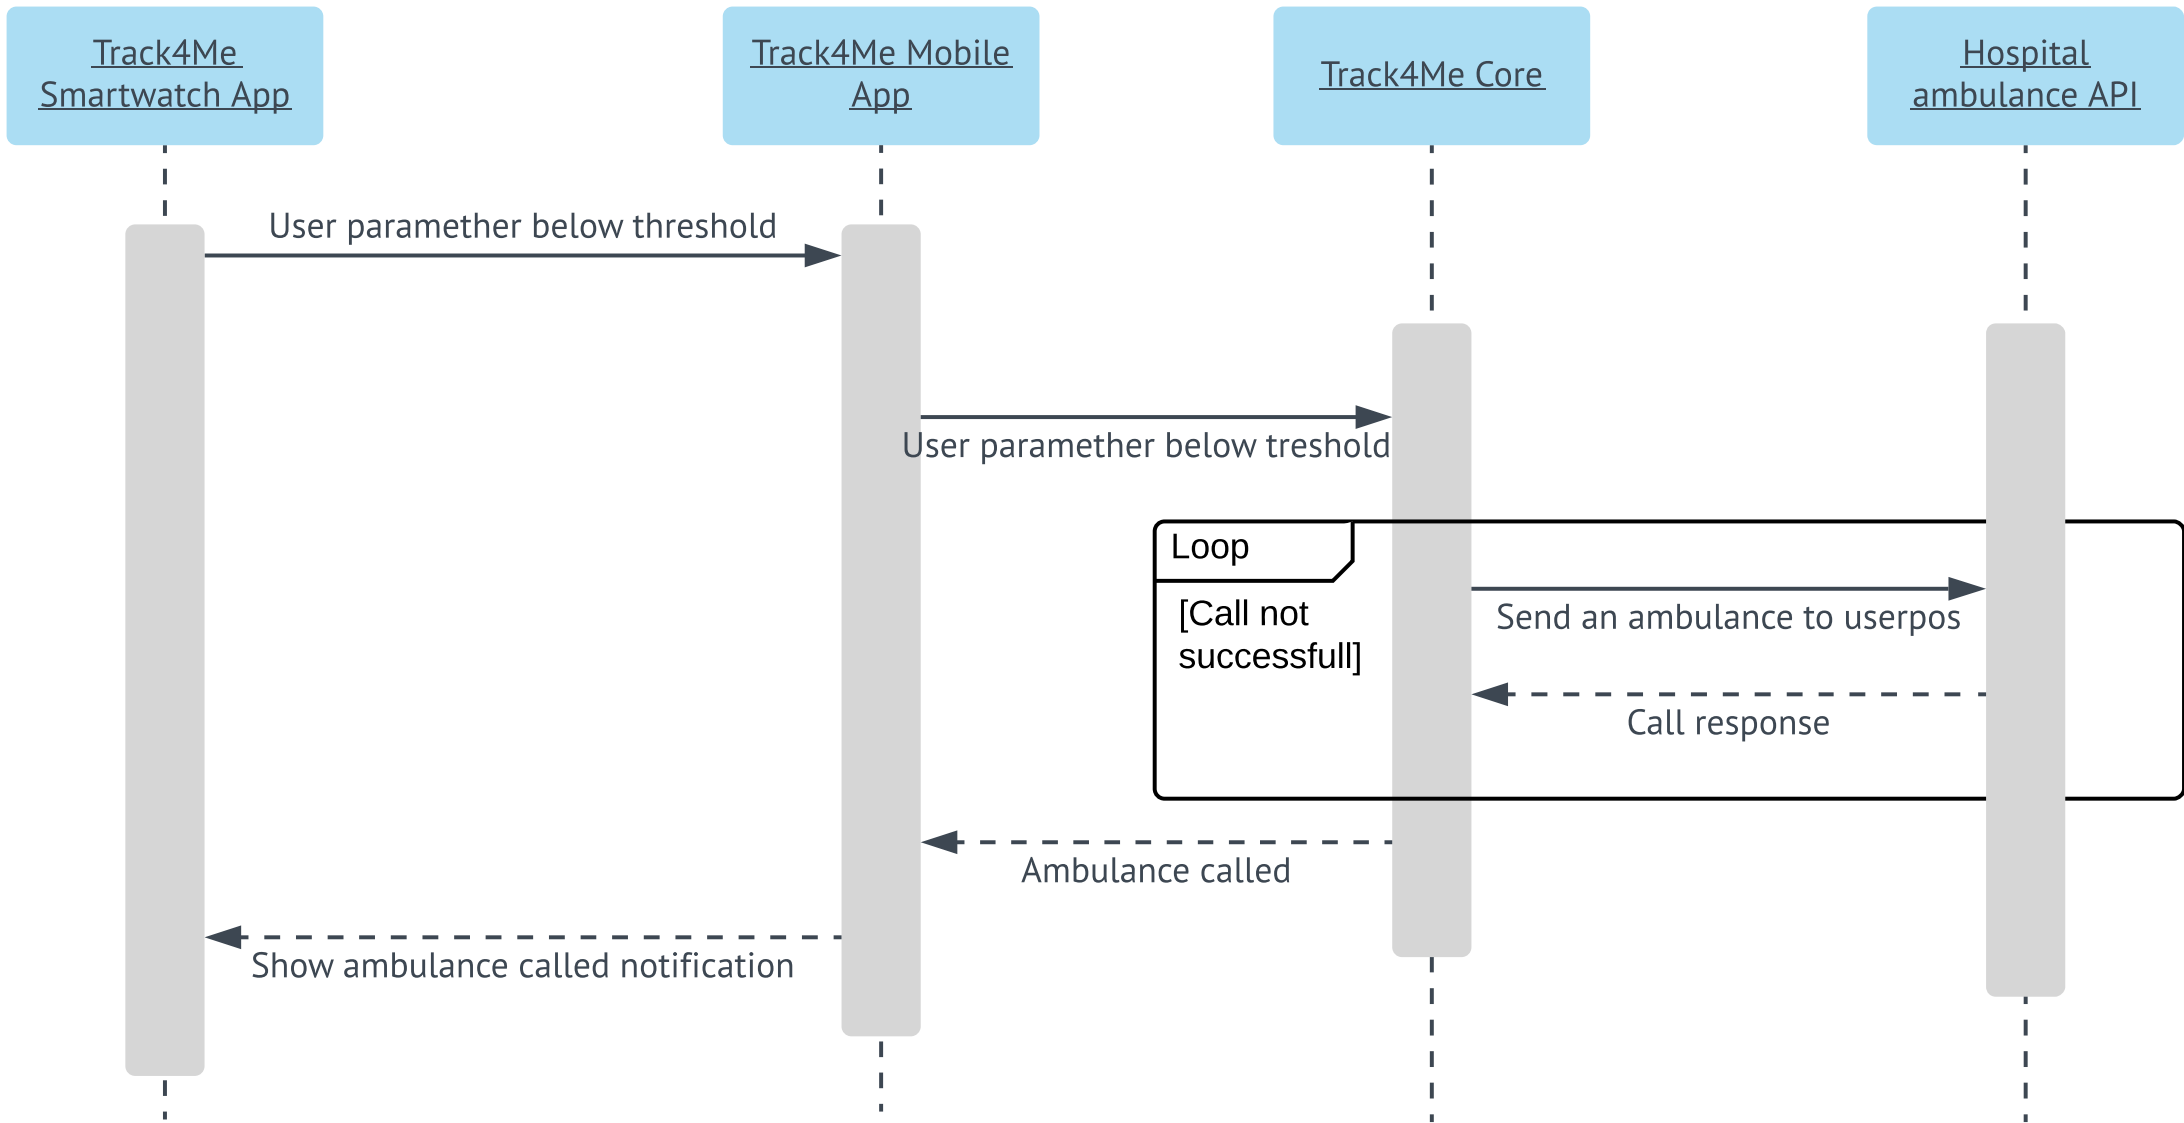 Track4Me
Smartwatch App
Track4Me Mobile
App
Track4Me Core
Hospital
ambulance API
User paramether below threshold
User paramether below treshold
Loop
[Call not
successfull]
Send an ambulance to userpos
Call response
Ambulance called
Show ambulance called notification